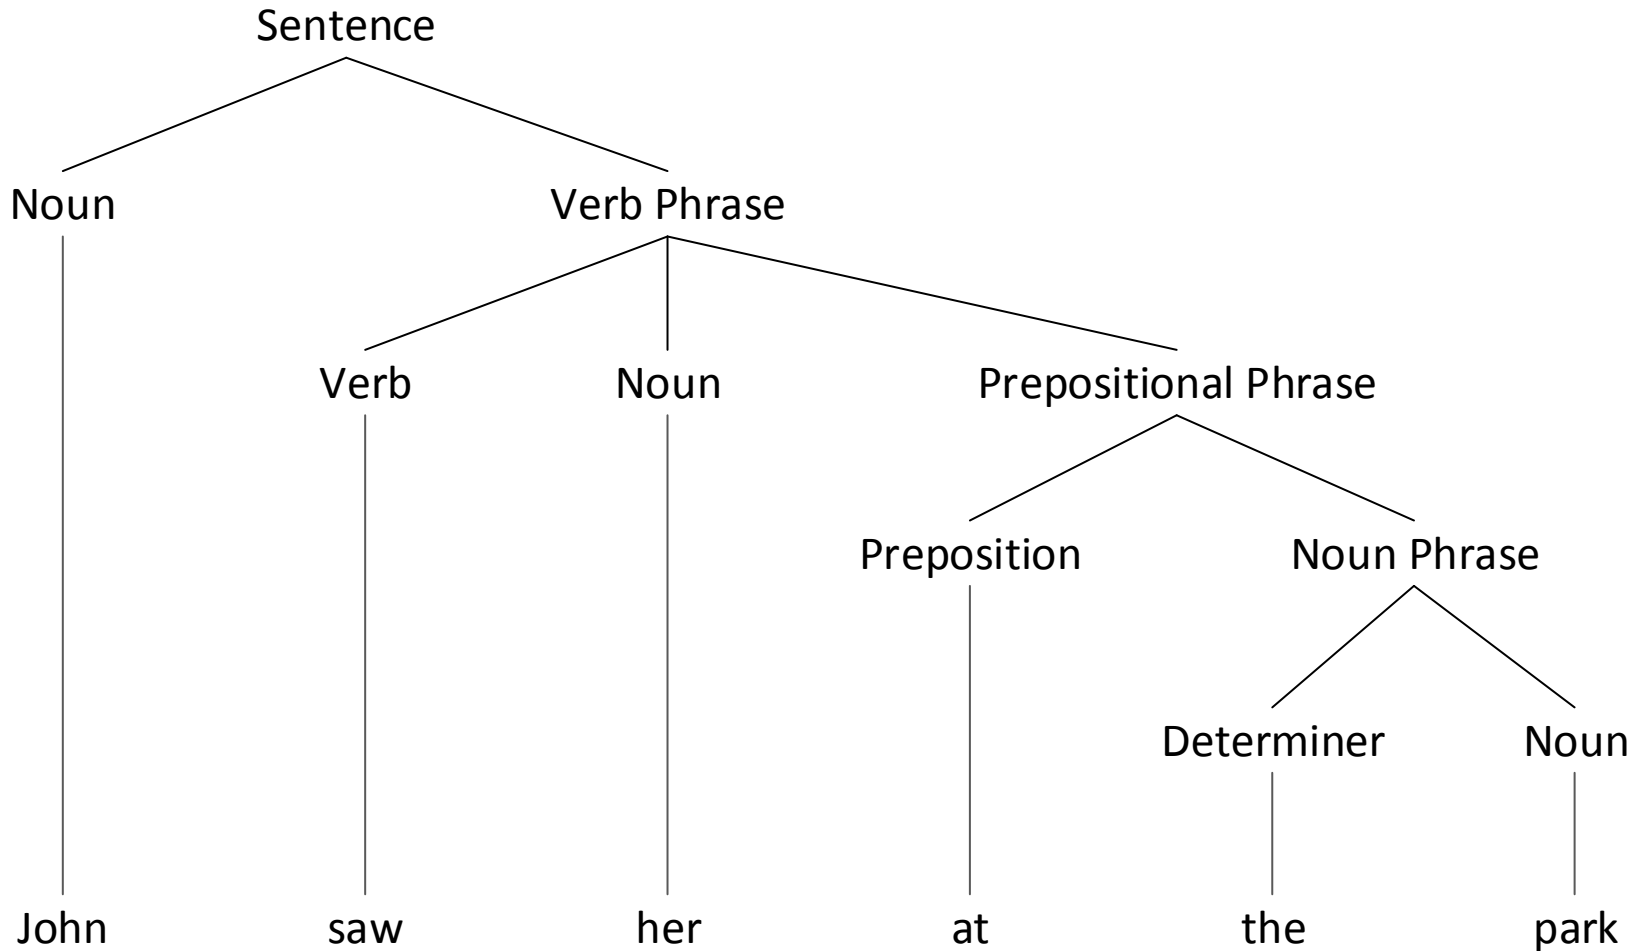 Sentence
Noun Verb Phrase
Verb Noun Prepositional Phrase
Preposition Noun Phrase
Determiner Noun
John saw her at the park